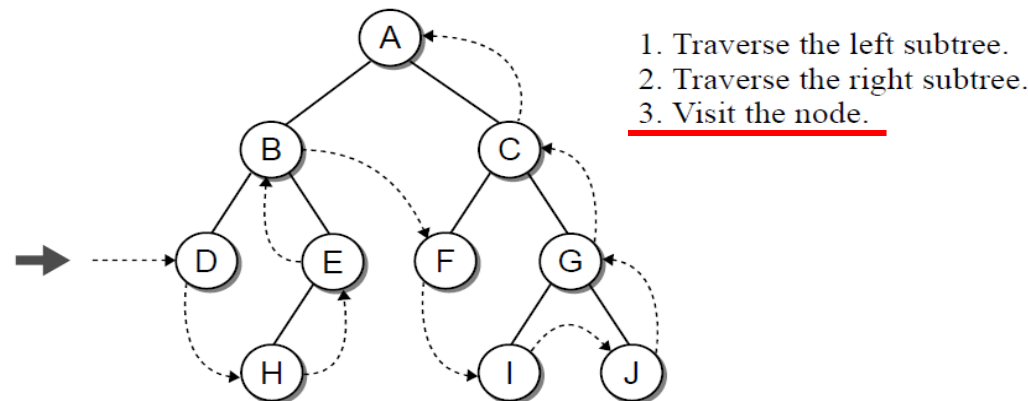 A
1. Traverse the left subtree.
2. Traverse the right subtree.
3. Visit the node.
B
C
D
E
F
G
H
I
J